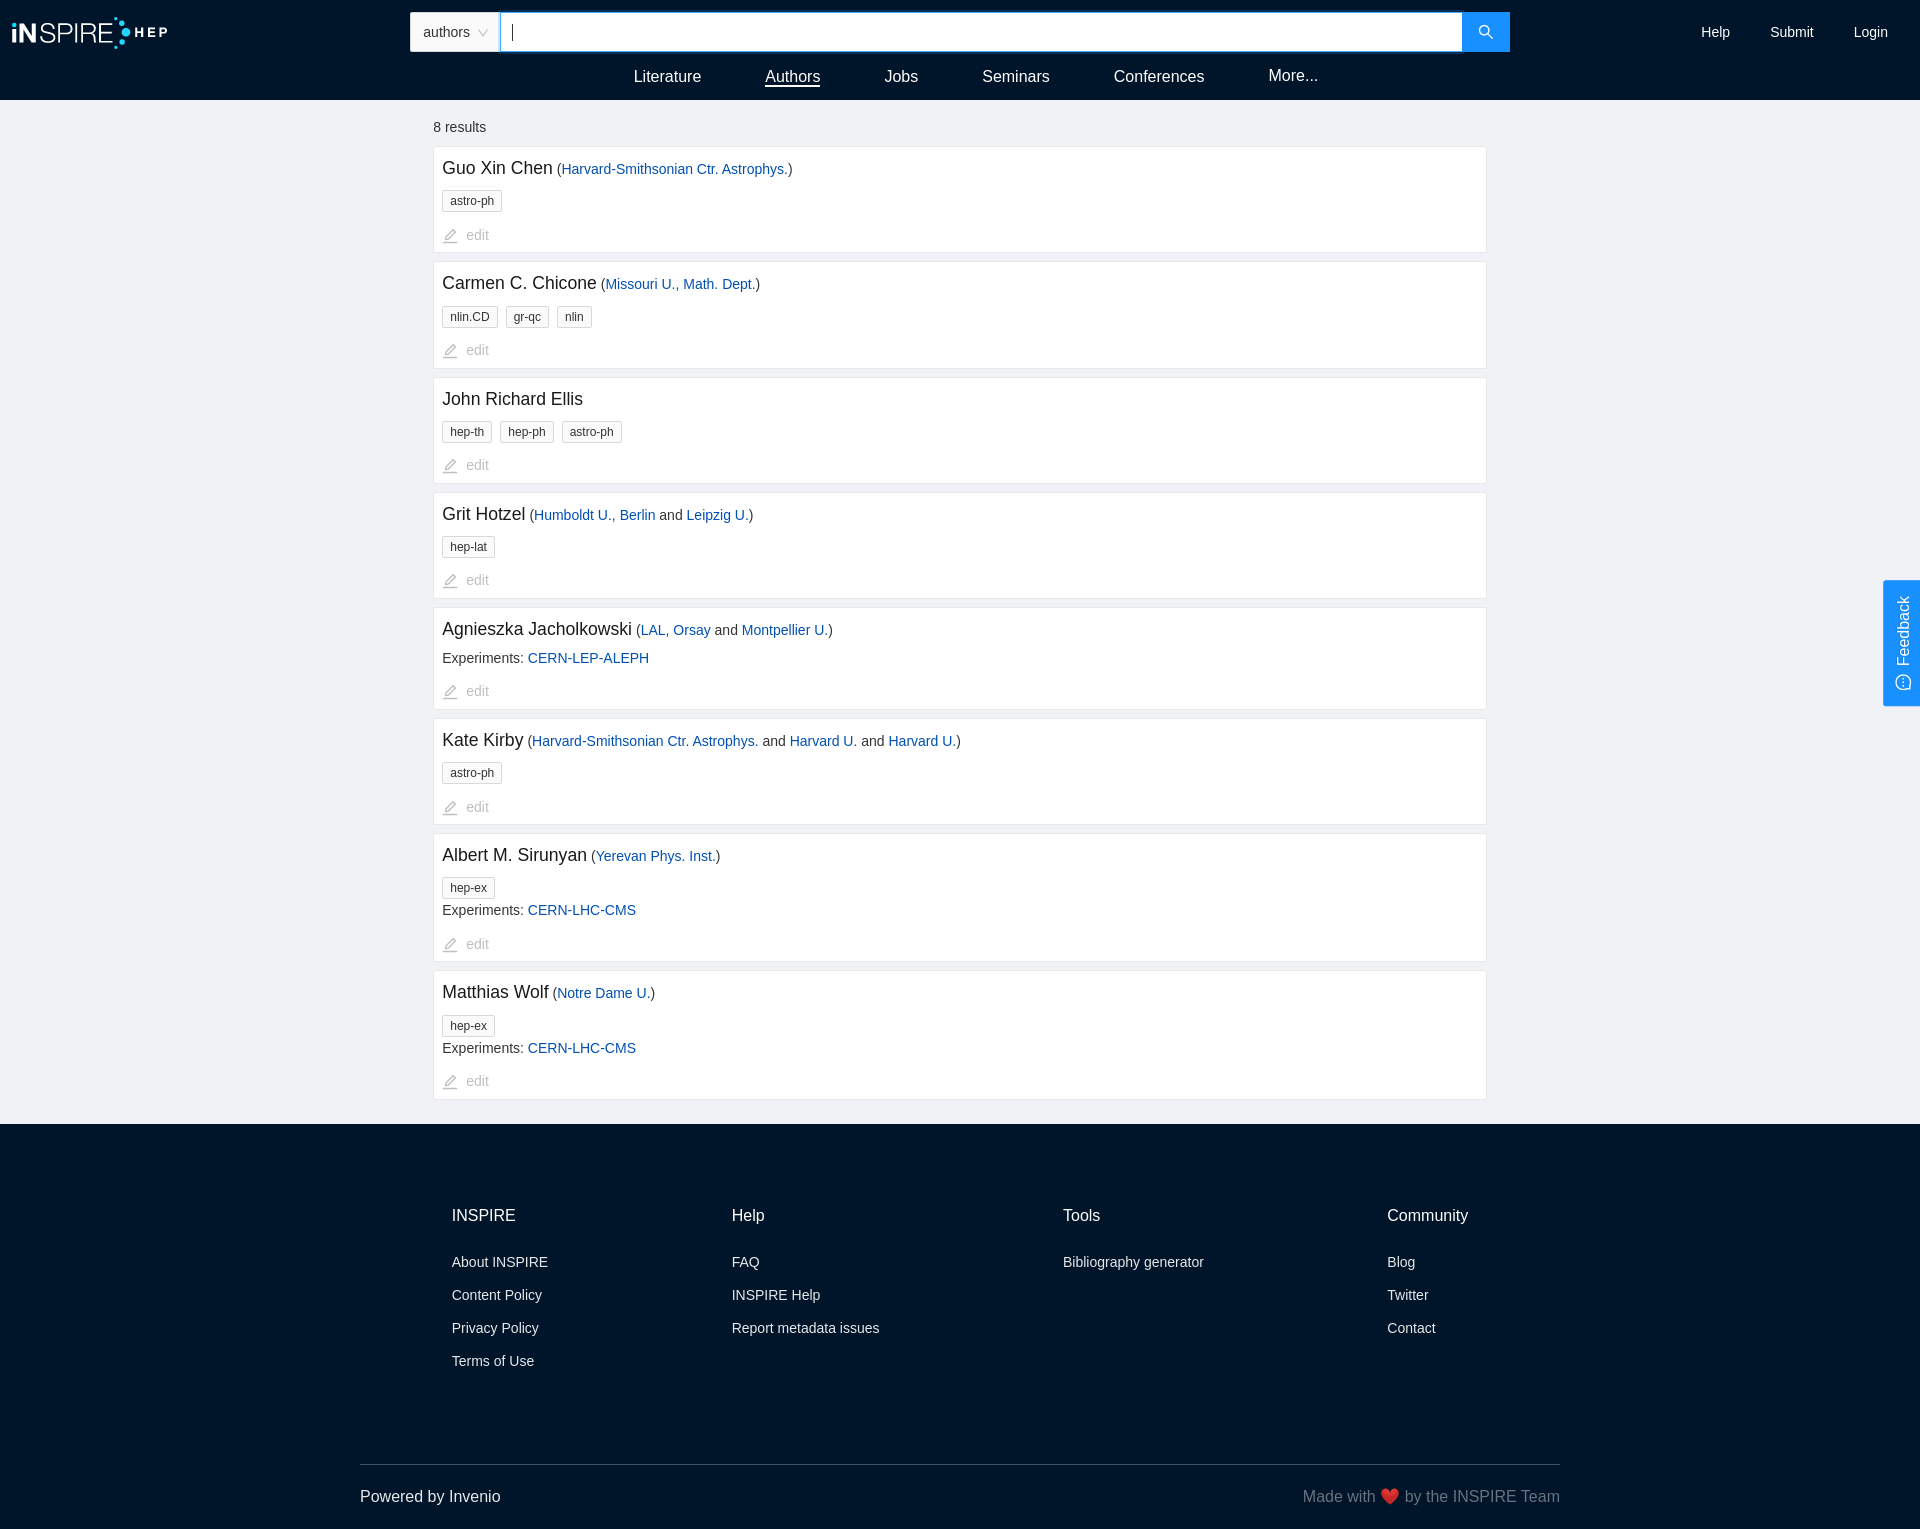 iNSPIRE HEP
authors
Help Submit Login
Literature Authors Jobs Seminars Conferences More...
8 results
Guo Xin Chen (Harvard-Smithsonian Ctr. Astrophys.)
astro-ph
edit
Carmen C. Chicone (Missouri U., Math. Dept.)
nlin.CD gr-qc nlin
edit
John Richard Ellis
hep-th hep-ph astro-ph
edit
Grit Hotzel (Humboldt U., Berlin and Leipzig U.)
hep-lat
edit
Agnieszka Jacholkowski (LAL, Orsay and Montpellier U.)
Experiments: CERN-LEP-ALEPH
edit
Kate Kirby (Harvard-Smithsonian Ctr. Astrophys. and Harvard U. and Harvard U.)
astro-ph
edit
Albert M. Sirunyan (Yerevan Phys. Inst.)
hep-ex
Experiments: CERN-LHC-CMS
edit
Matthias Wolf (Notre Dame U.)
hep-ex
Experiments: CERN-LHC-CMS
edit
Feedback
INSPIRE
About INSPIRE
Content Policy
Privacy Policy
Terms of Use
Help
FAQ
INSPIRE Help
Report metadata issues
Tools
Bibliography generator
Community
Blog
Twitter
Contact
Powered by Invenio
Made with ❤️ by the INSPIRE Team